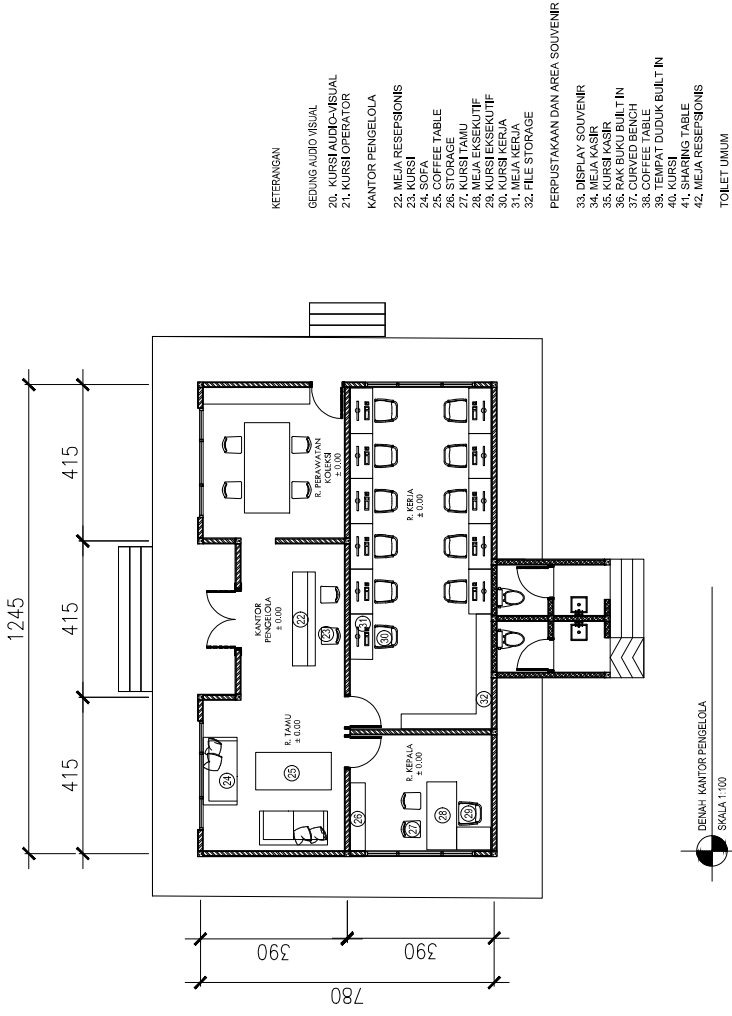 1245
415
415
415
390
390
780
R. PERAWATAN
KOLEKSI
± 0.00
KANTOR
PENGELOLA
± 0.00
R. TAMU
± 0.00
R. KERJA
± 0.00
R. KEPALA
± 0.00
22
23
24
25
26
27
28
29
30
31
32
DENAH KANTOR PENGELOLA
SKALA 1:100
KETERANGAN
GEDUNG AUDIO VISUAL
20. KURSI AUDIO-VISUAL
21. KURSI OPERATOR
KANTOR PENGELOLA
22. MEJA RESEPSIONIS
23. KURSI
24. SOFA
25. COFFEE TABLE
26. STORAGE
27. KURSI TAMU
28. MEJA EKSEKUTIF
29. KURSI EKSEKUTIF
30. KURSI KERJA
31. MEJA KERJA
32. FILE STORAGE
PERPUSTAKAAN DAN AREA SOUVENIR
33. DISPLAY SOUVENIR
34. MEJA KASIR
35. KURSI KASIR
36. RAK BUKU BUILT IN
37. CURVED BENCH
38. COFFEE TABLE
39. TEMPAT DUDUK BUILT IN
40. KURSI
41. SHARING TABLE
42. MEJA RESEPSIONIS
TOILET UMUM